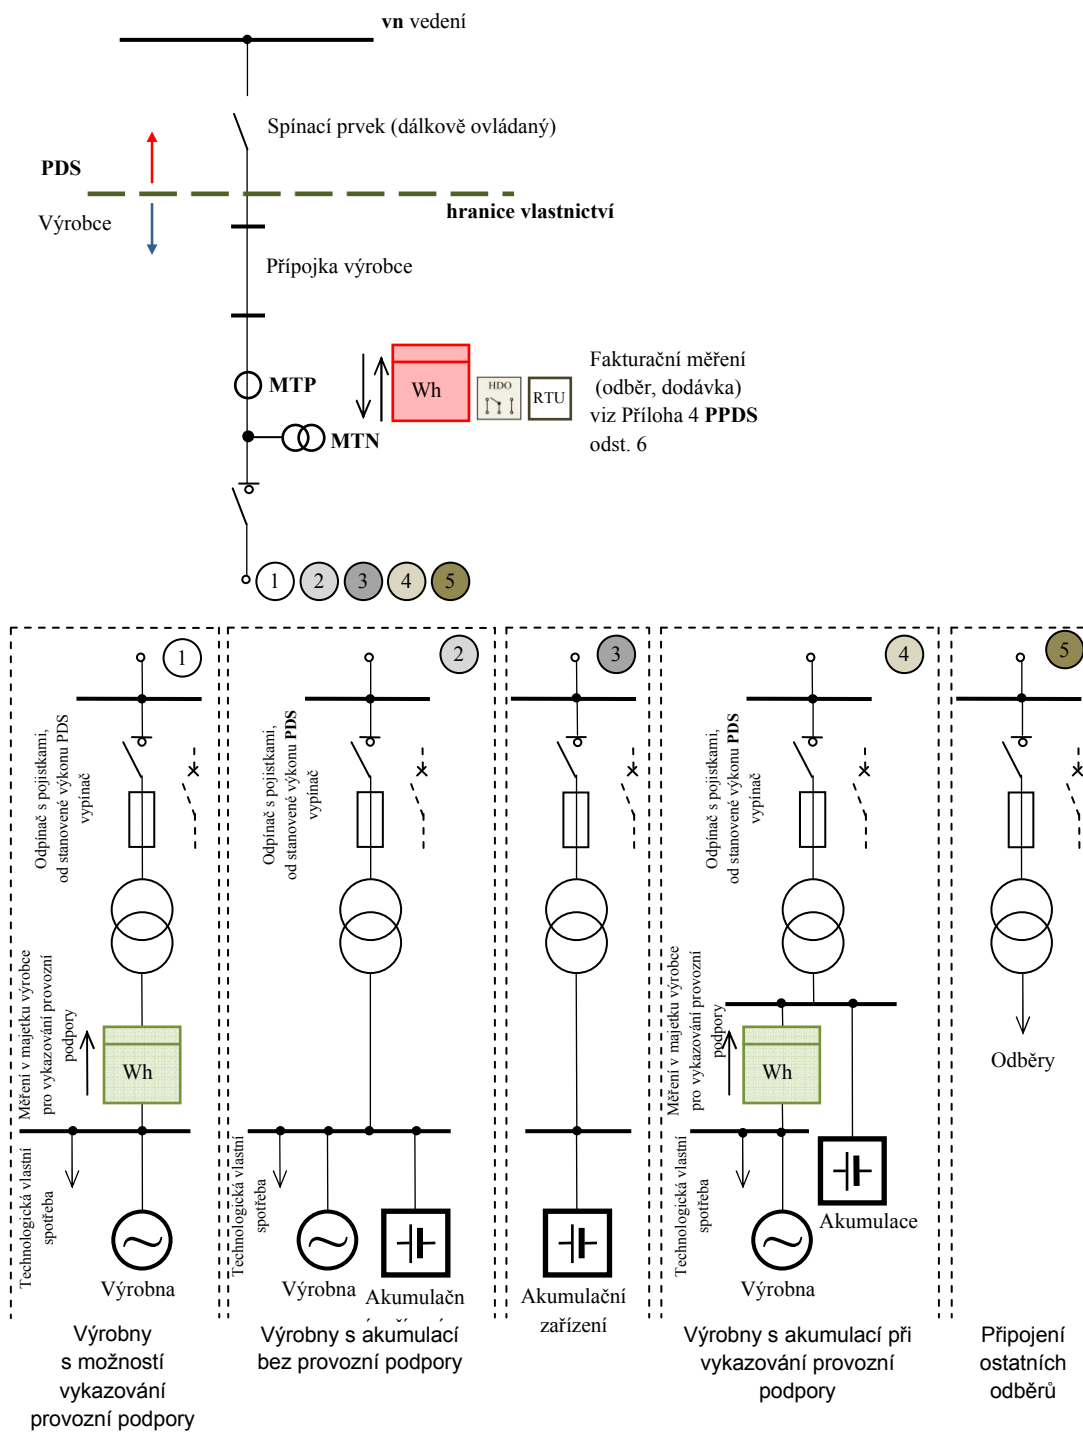 vn vedení
Spínací prvek (dálkově ovládaný)
PDS
hranice vlastnictví
Výrobce
Přípojka výrobce
MTP
Wh
HDO
RTU
Fakturační měření
(odběr, dodávka)
viz Příloha 4 PPDS
odst. 6
MTN
1 2 3 4 5
1
Odpínač s pojistkami,
od stanovené výkonu PDS
vypínač
Měření v majetku výrobce
pro vykazování provozní
podpory
Wh
Technologická vlastní
spotřeba
Výrobna
Výrobny
s možností
vykazování
provozní podpory
2
Odpínač s pojistkami,
od stanovené výkonu PDS
vypínač
Technologická vlastní
spotřeba
Výrobna
Akumulačn
Výrobny s akumulací
bez provozní podpory
3
Akumulační
zařízení
4
Odpínač s pojistkami,
od stanovené výkonu PDS
vypínač
Měření v majetku výrobce
pro vykazování provozní
podpory
Wh
Technologická vlastní
spotřeba
Výrobna
Akumulace
Výrobny s akumulací při
vykazování provozní
podpory
5
Odběry
Připojení
ostatních
odběrů